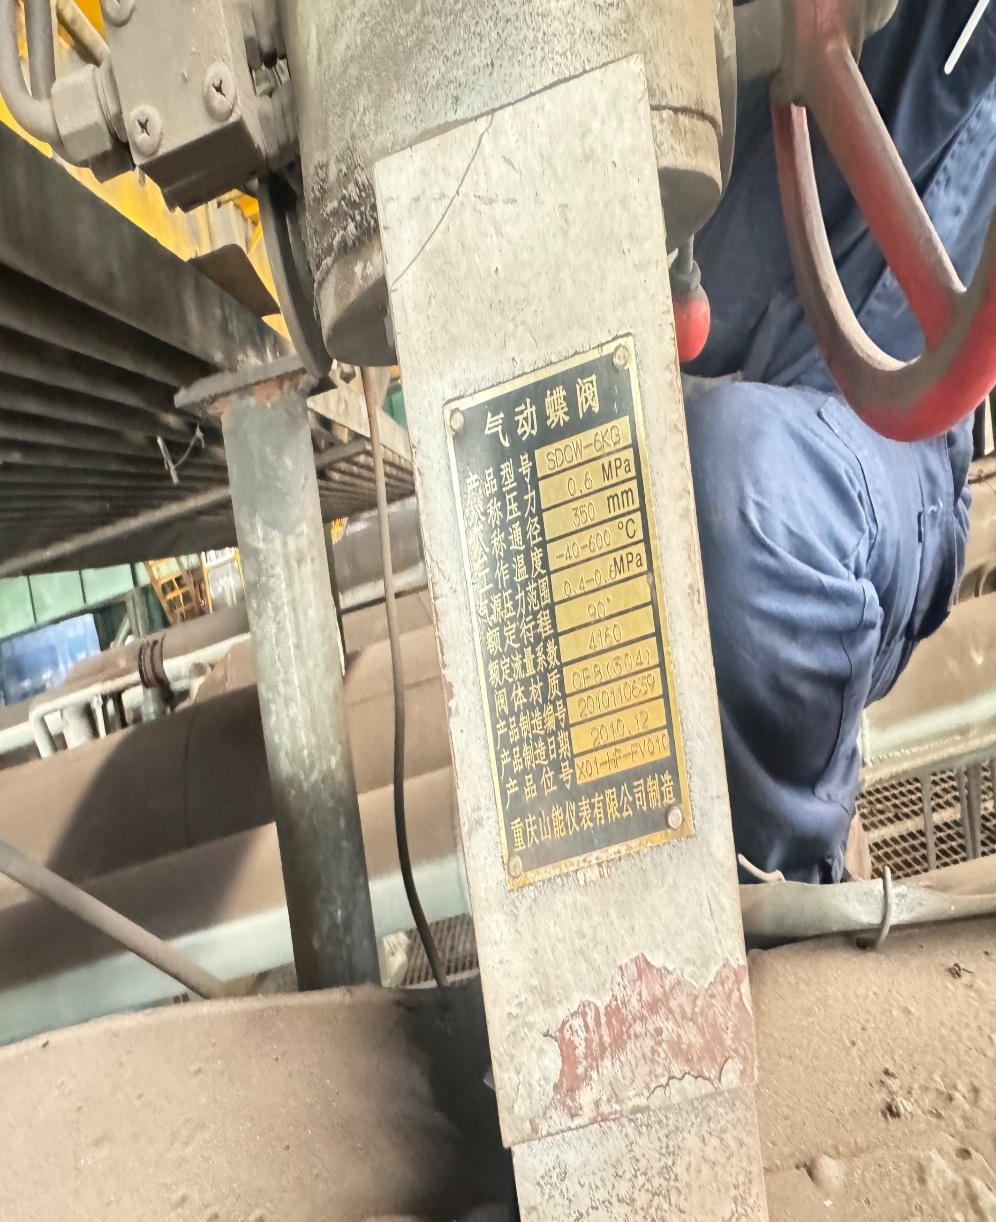 气动蝶阀
产品型号 SDCW-6KG
公称压力 0.6 MPa
公称通径 350 mm
工作温度 -40-600 °C
气源压力范围 0.4-0.6MPa
额定行程 90°
额定流量系数 4160
阀体材质 CF8(304)
产品制造编号 2010110659
产品制造日期 2010.12
产品位号 X01-HF-FV010
重庆山能仪表有限公司制造